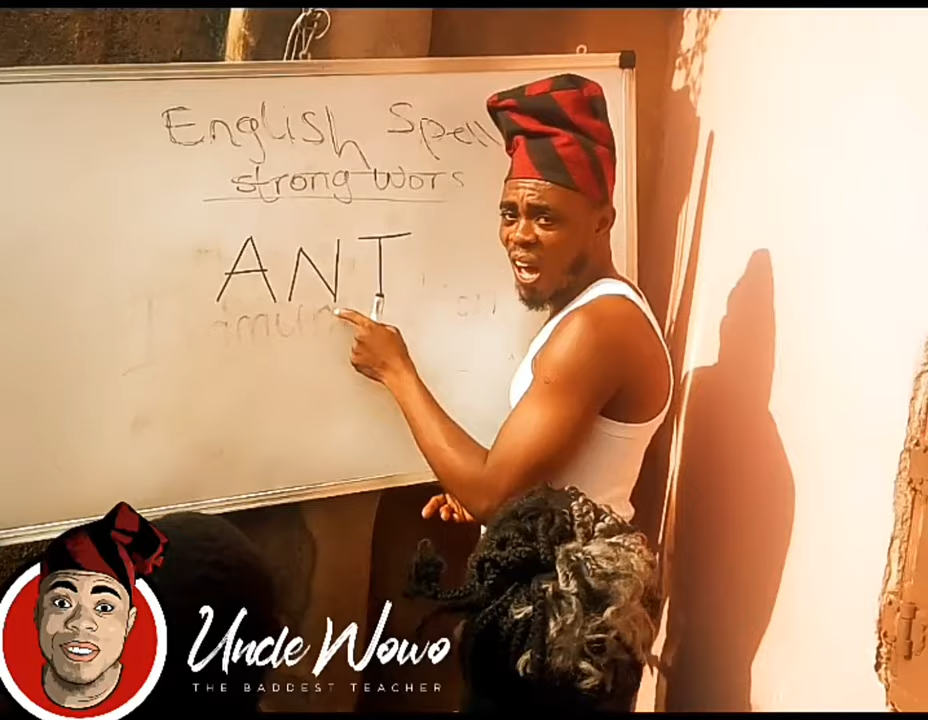 English Spell
strong wors
ANT
Uncle Wowo
THE BADDEST TEACHER